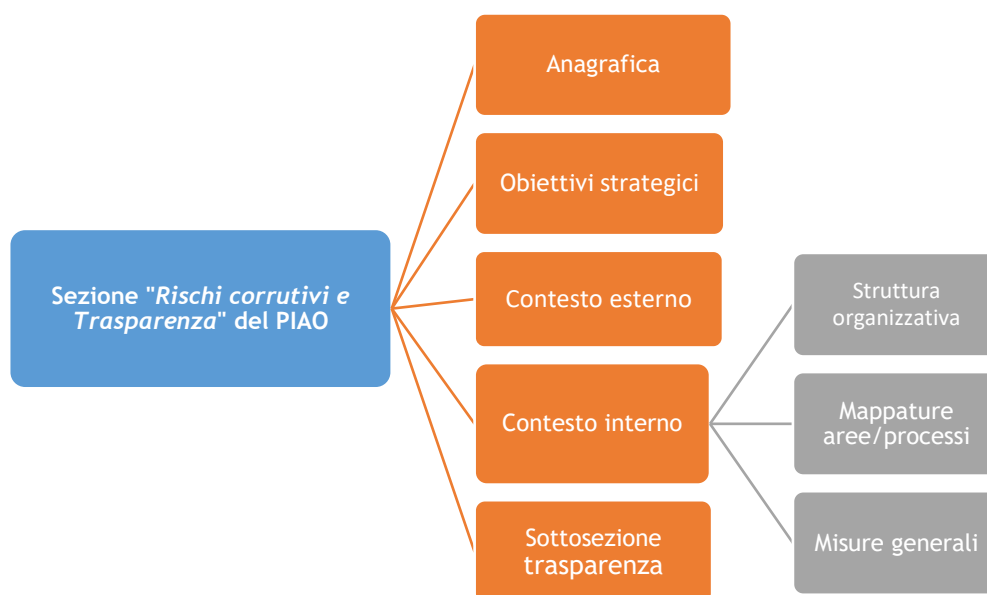 Anagrafica
Obiettivi strategici
Sezione "Rischi corrutivi e
Trasparenza" del PIAO
Contesto esterno
Contesto interno
Sottosezione
trasparenza
Struttura
organizzativa
Mappature
aree/processi
Misure generali